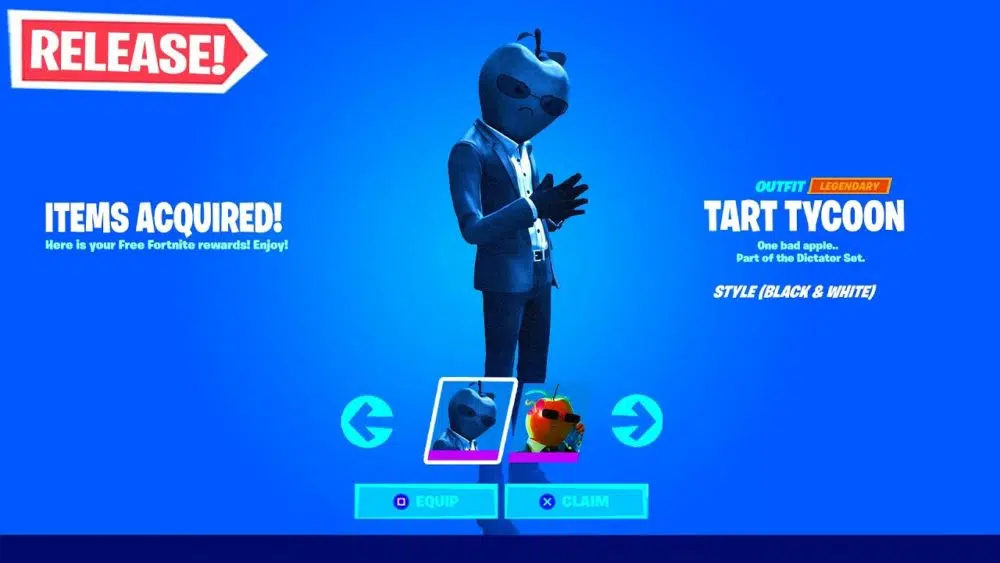 RELEASE!
ITEMS ACQUIRED!
Here is your Free Fortnite rewards! Enjoy!
OUTFIT LEGENDARY
TART TYCOON
One bad apple..
Part of the Dictator Set.
STYLE (BLACK & WHITE)
EQUIP
CLAIM